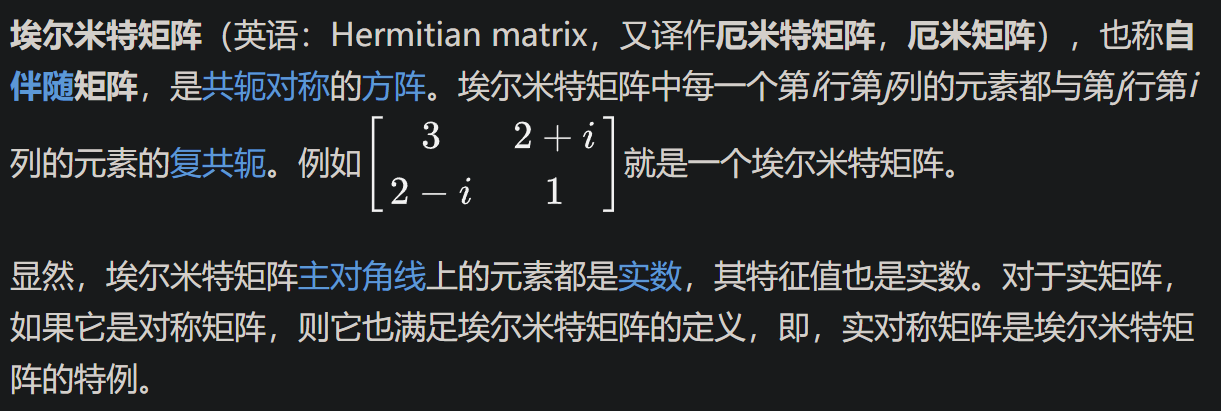 埃尔米特矩阵（英语：Hermitian matrix，又译作厄米特矩阵，厄米矩阵），也称自
伴随矩阵，是共轭对称的方阵。埃尔米特矩阵中每一个第i行第j列的元素都与第j行第i
列的元素的复共轭。例如[3 2 + i
2 − i 1]就是一个埃尔米特矩阵。
显然，埃尔米特矩阵主对角线上的元素都是实数，其特征值也是实数。对于实矩阵，
如果它是对称矩阵，则它也满足埃尔米特矩阵的定义，即，实对称矩阵是埃尔米特矩
阵的特例。